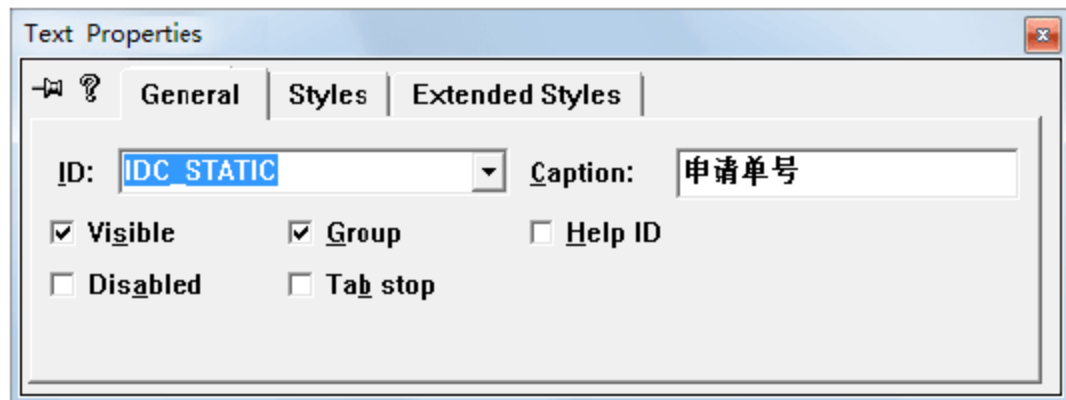 Text Properties
General Styles Extended Styles
ID: IDC_STATIC Caption: 申请单号
Visible Group Help ID
Disabled Tab stop